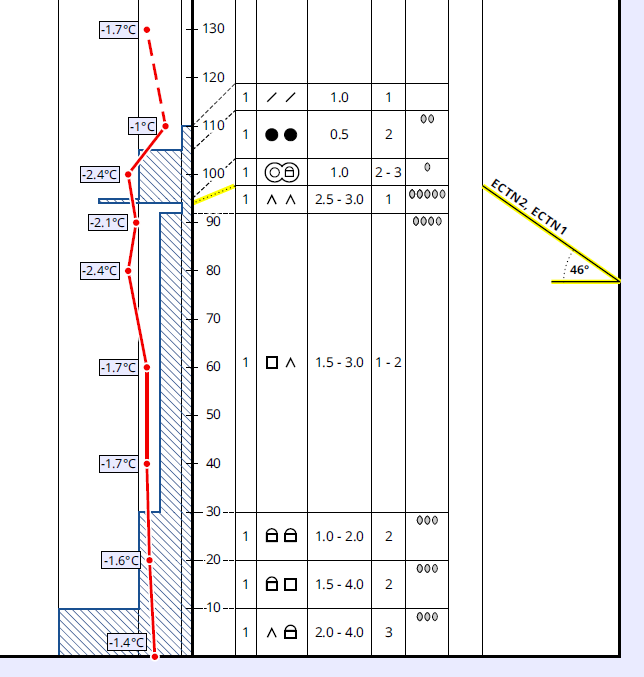 -1.7°C 130
120
1 1.0 1
-1°C 110
1 0.5 2
-2.4°C 100 1 1.0 2 - 3
1 2.5 - 3.0 1
-2.1°C 90
ECTN2, ECTN1
-2.4°C 80
46°
70
-1.7°C 60 1 1.5 - 3.0 1 - 2
50
-1.7°C 40
30
1 1.0 - 2.0 2
-1.6°C 20
1 1.5 - 4.0 2
10
-1.4°C 1 2.0 - 4.0 3